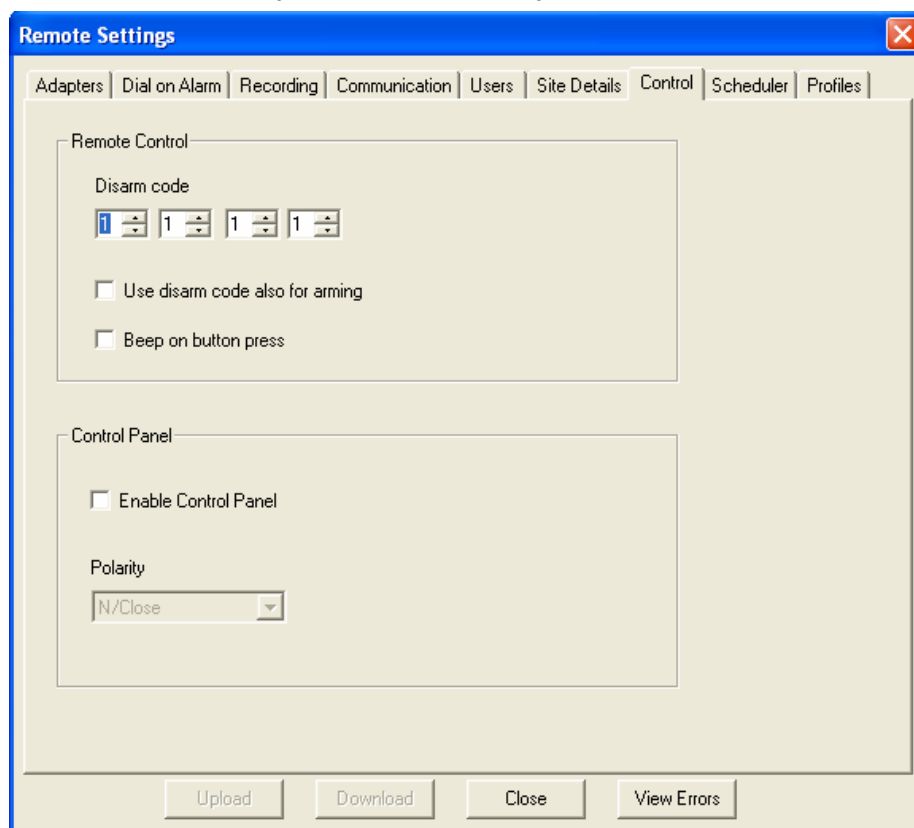 Remote Settings
Adapters Dial on Alarm Recording Communication Users Site Details Control Scheduler Profiles
Remote Control
Disarm code
1 1 1 1
Use disarm code also for arming
Beep on button press
Control Panel
Enable Control Panel
Polarity
N/Close
Upload Download Close View Errors